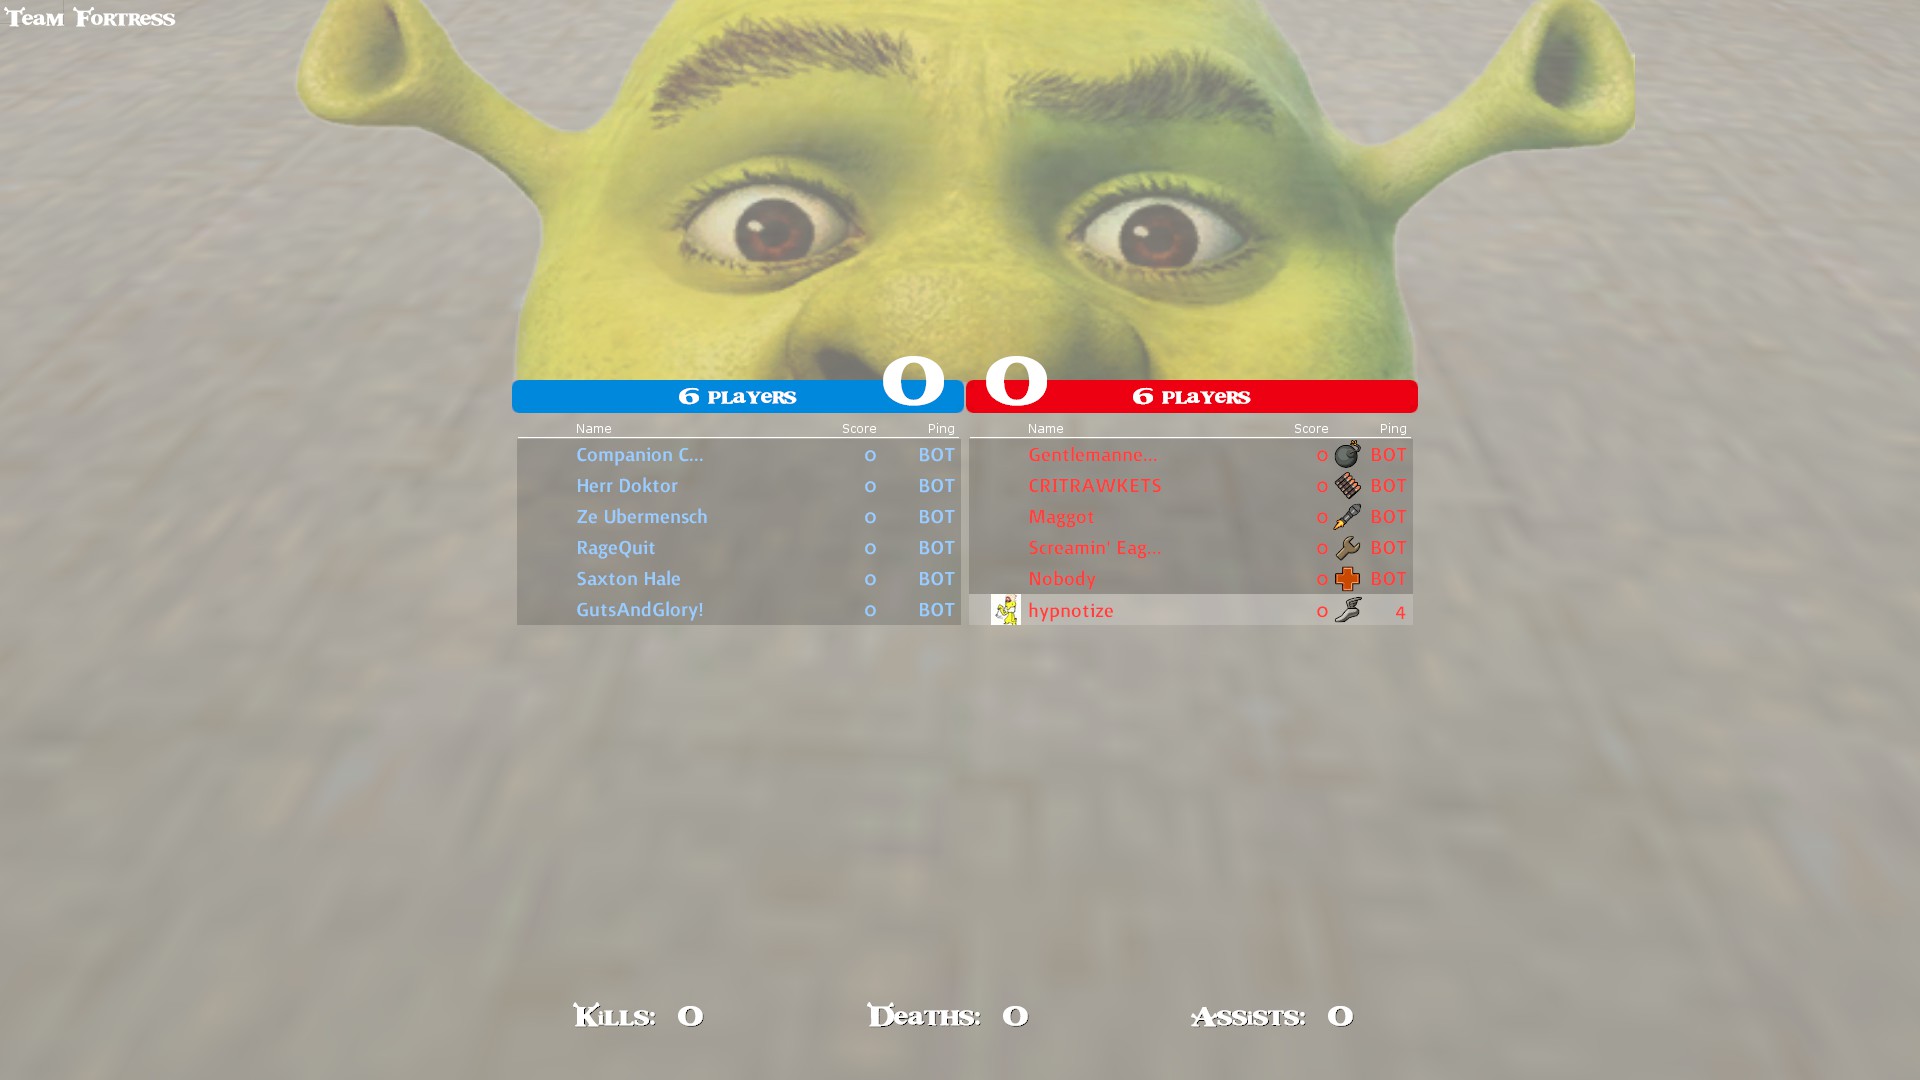 Team Fortress
6 players 0 0 6 players
Name Score Ping Name Score Ping
Companion C... 0 BOT Gentlemanne... 0 BOT
Herr Doktor 0 BOT CRITRAWKETS 0 BOT
Ze Ubermensch 0 BOT Maggot 0 BOT
RageQuit 0 BOT Screamin' Eag... 0 BOT
Saxton Hale 0 BOT Nobody 0 BOT
GutsAndGlory! 0 BOT hypnotize 0 4
Kills: 0 Deaths: 0 Assists: 0